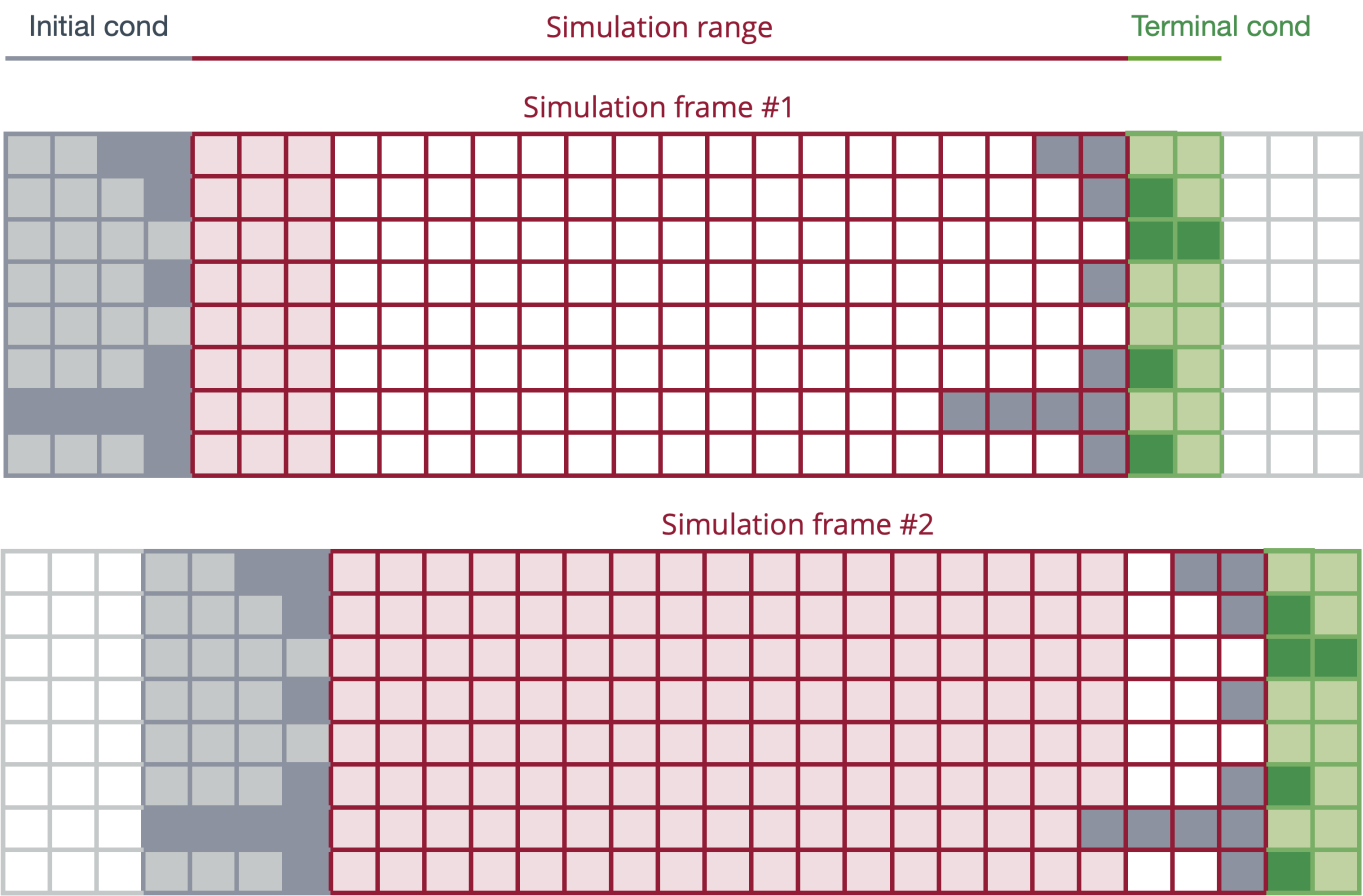 Initial cond
Simulation range
Terminal cond
Simulation frame #1
Simulation frame #2